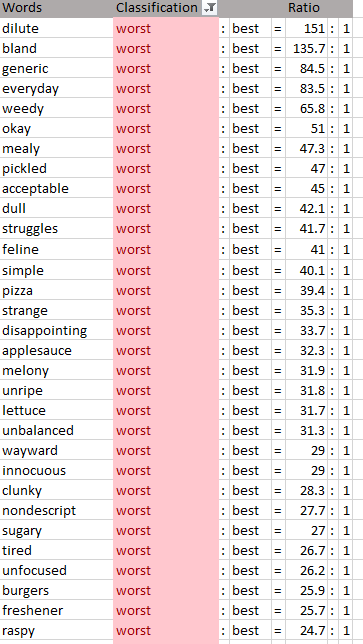 Words Classification Ratio
dilute worst : best = 151 : 1
bland worst : best = 135.7 : 1
generic worst : best = 84.5 : 1
everyday worst : best = 83.5 : 1
weedy worst : best = 65.8 : 1
okay worst : best = 51 : 1
mealy worst : best = 47.3 : 1
pickled worst : best = 47 : 1
acceptable worst : best = 45 : 1
dull worst : best = 42.1 : 1
struggles worst : best = 41.7 : 1
feline worst : best = 41 : 1
simple worst : best = 40.1 : 1
pizza worst : best = 39.4 : 1
strange worst : best = 35.3 : 1
disappointing worst : best = 33.7 : 1
applesauce worst : best = 32.3 : 1
melony worst : best = 31.9 : 1
unripe worst : best = 31.8 : 1
lettuce worst : best = 31.7 : 1
unbalanced worst : best = 31.3 : 1
wayward worst : best = 29 : 1
innocuous worst : best = 29 : 1
clunky worst : best = 28.3 : 1
nondescript worst : best = 27.7 : 1
sugary worst : best = 27 : 1
tired worst : best = 26.7 : 1
unfocused worst : best = 26.2 : 1
burgers worst : best = 25.9 : 1
freshener worst : best = 25.7 : 1
raspy worst : best = 24.7 : 1